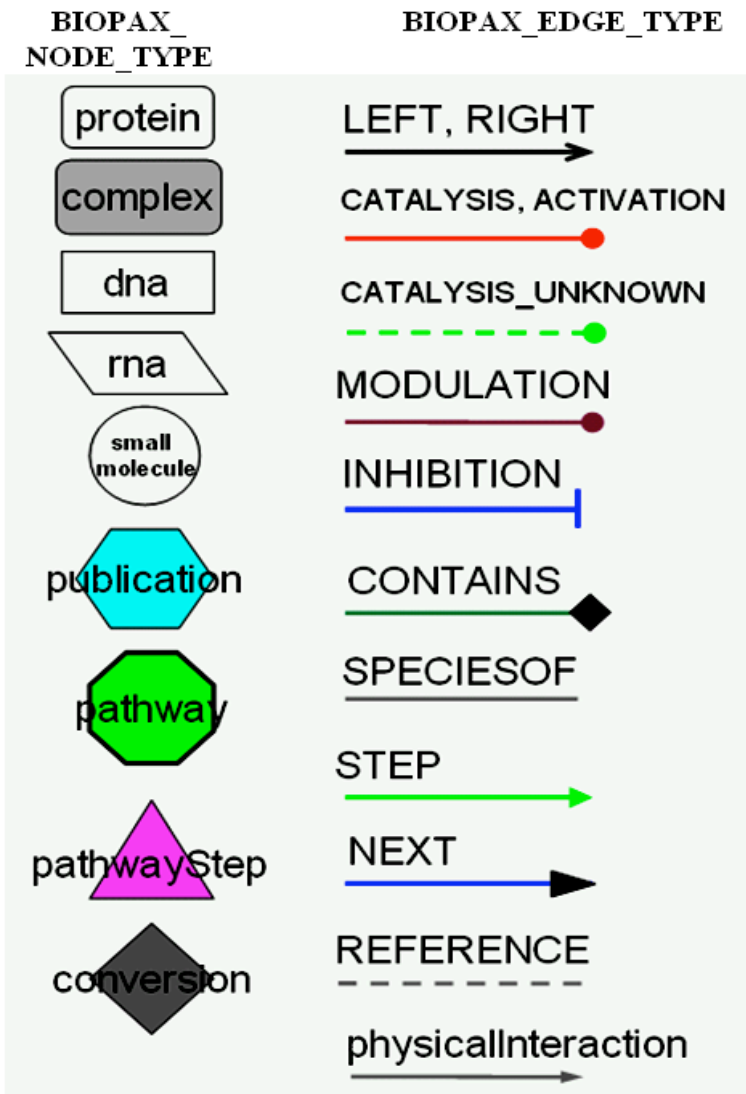 BIOPAX_
NODE_TYPE
BIOPAX_EDGE_TYPE
protein
complex
dna
rna
small
molecule
publication
pathway
pathwayStep
conversion
LEFT, RIGHT
CATALYSIS, ACTIVATION
CATALYSIS_UNKNOWN
MODULATION
INHIBITION
CONTAINS
SPECIESOF
STEP
NEXT
REFERENCE
physicalInteraction